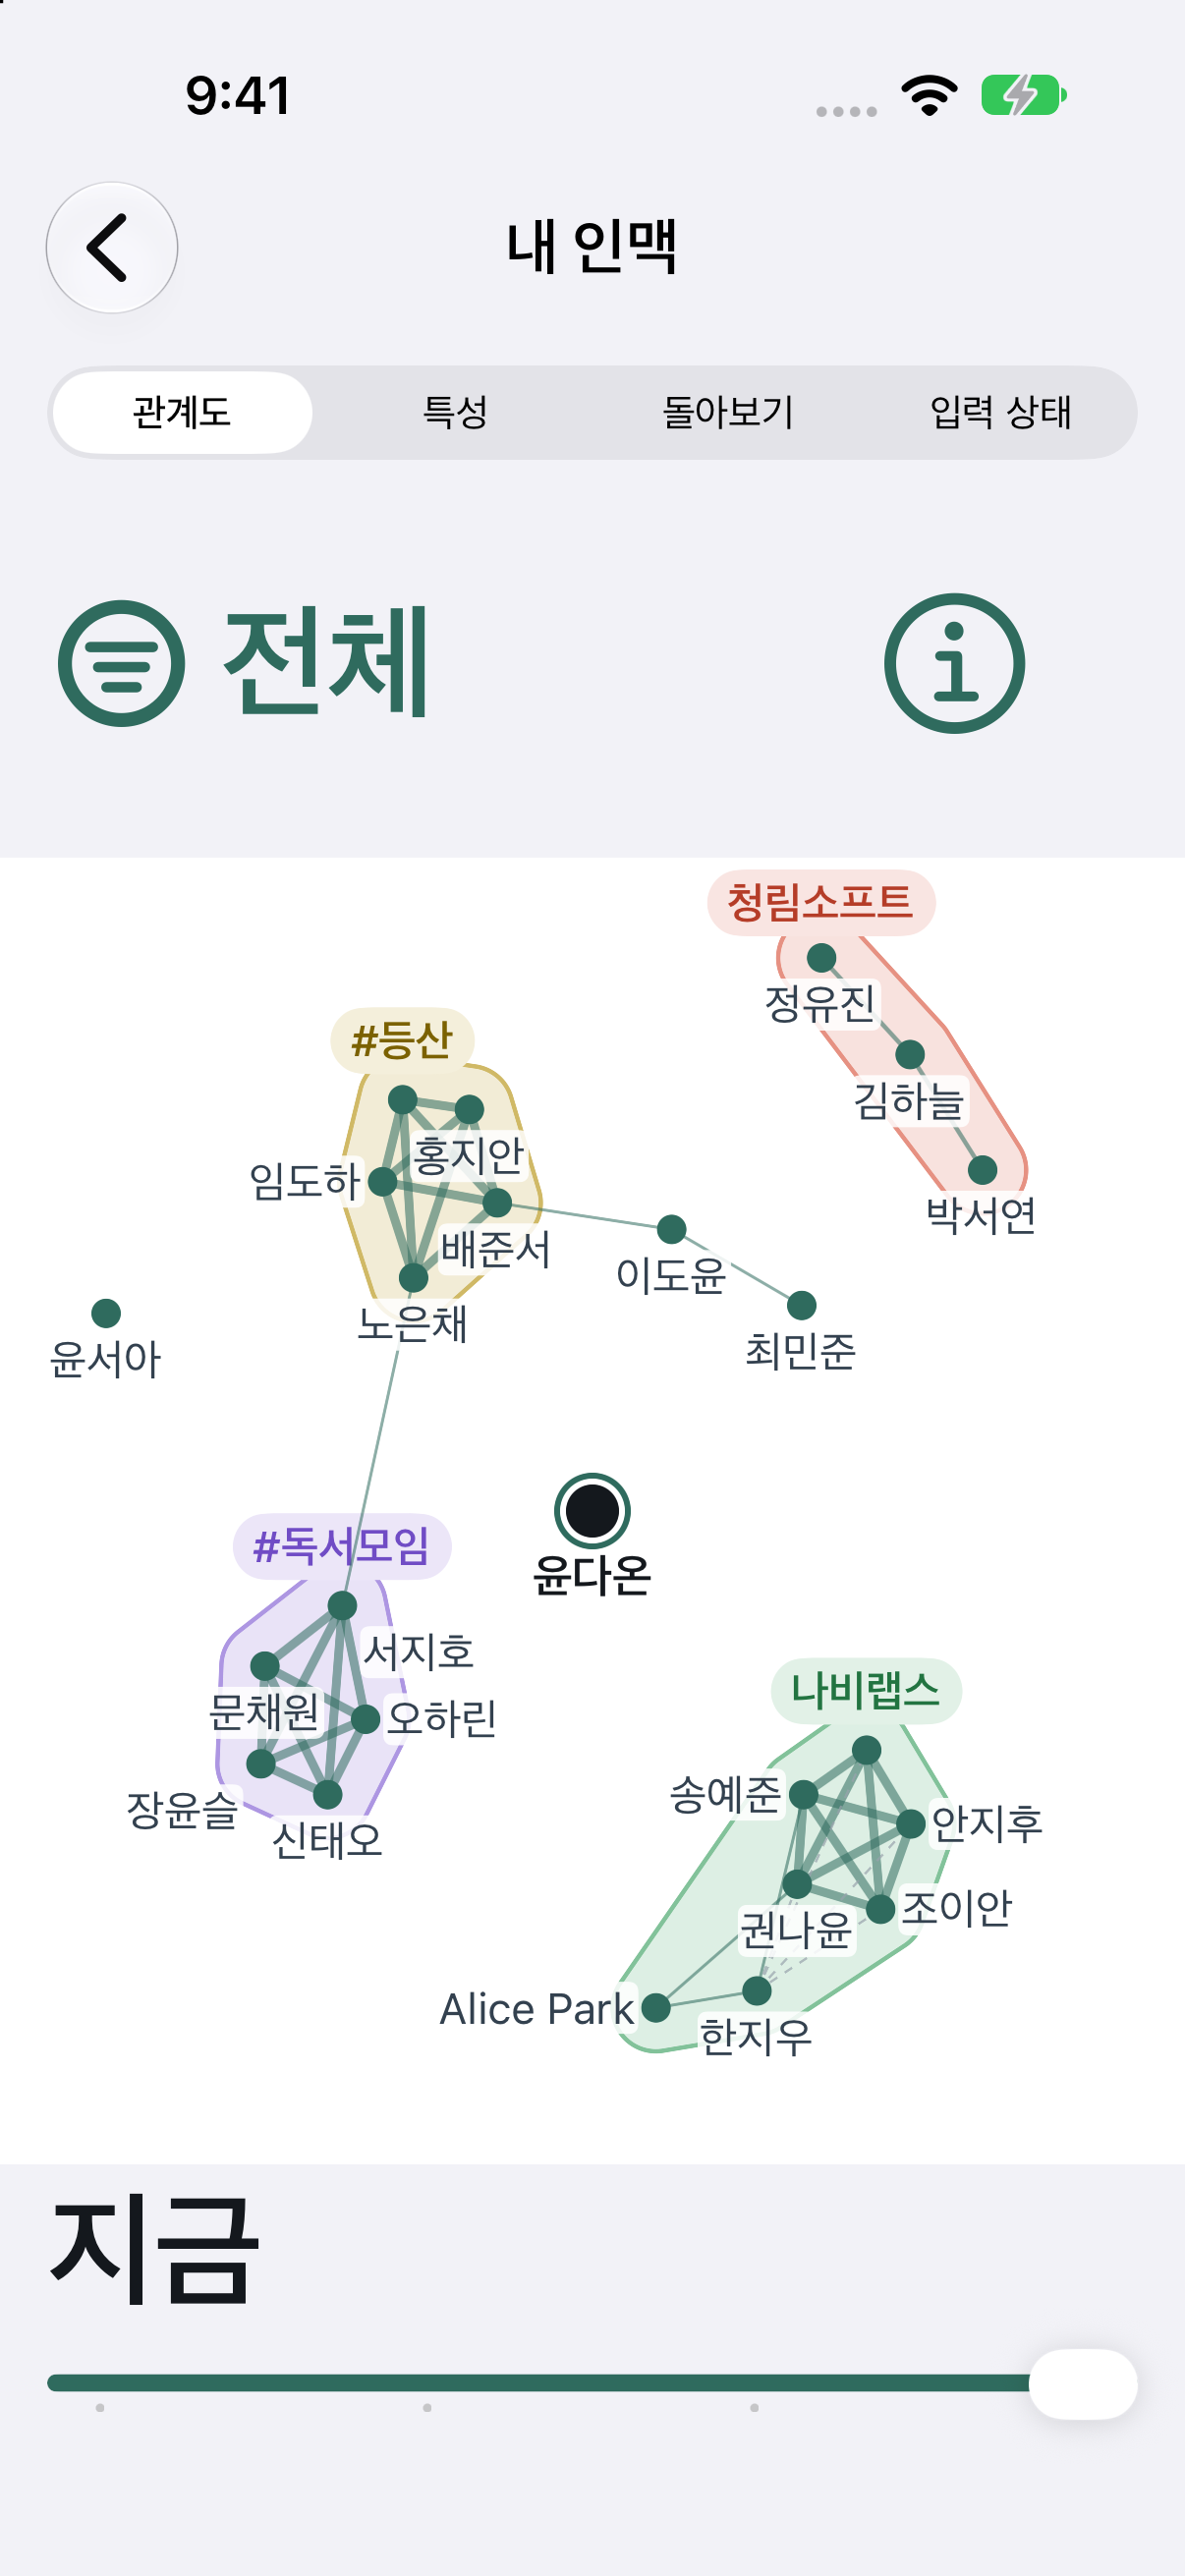 9:41
내 인맥
관계도
특성
돌아보기
입력 상태
전체
청림소프트
정유진
#등산
김하늘
홍지안
임도하
박서연
배준서
이도윤
노은채
최민준
윤서아
#독서모임
윤다온
서지호
나비랩스
문채원
오하린
송예준
장윤슬
안지후
신태오
조이안
권나윤
Alice Park
한지우
지금